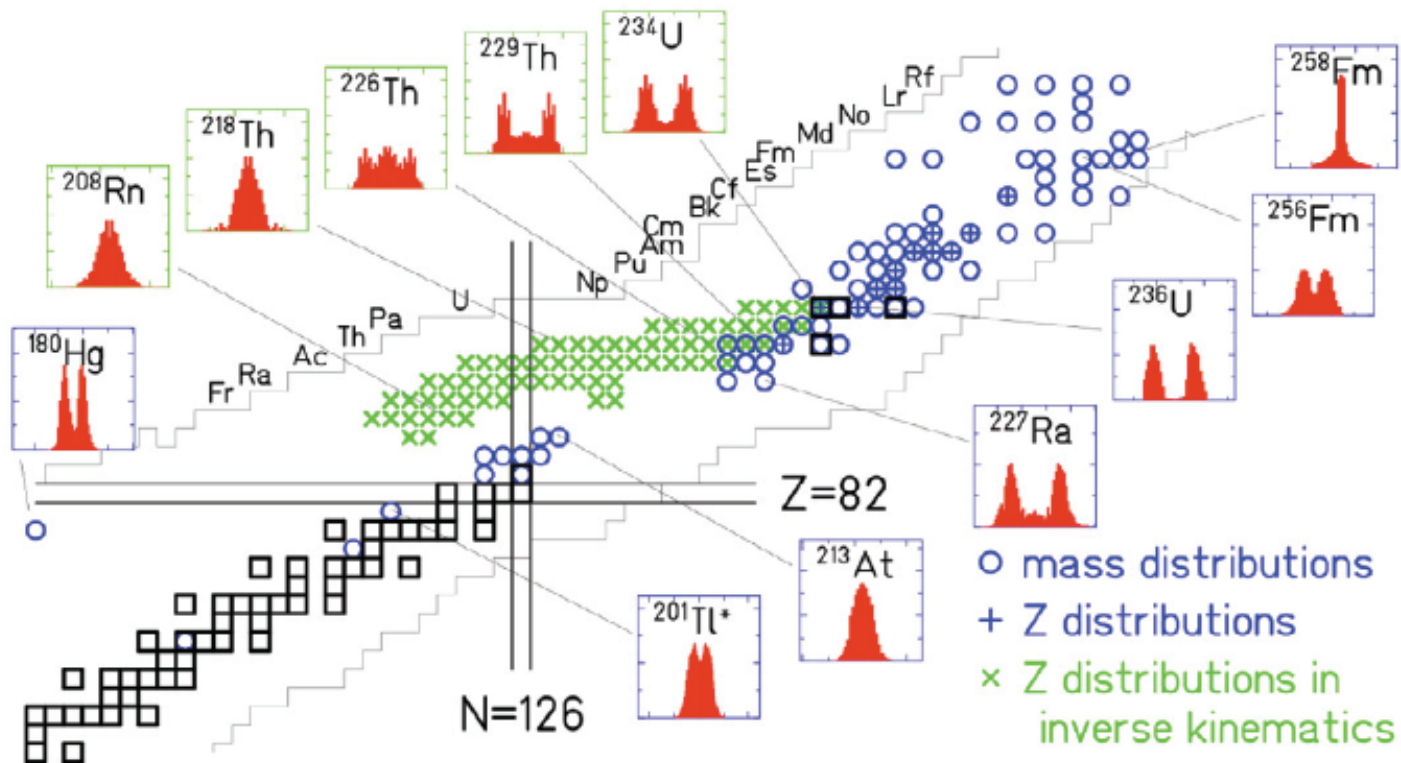 234U
229Th
226Th
218Th
208Rn
180Hg
258Fm
256Fm
236U
227Ra
213At
201Tl*
Rf
Lr
No
Md
Fm
Es
Cf
Bk
Cm
Am
Pu
Np
U
Pa
Th
Ac
Ra
Fr
Z=82
N=126
mass distributions
Z distributions
Z distributions in
inverse kinematics